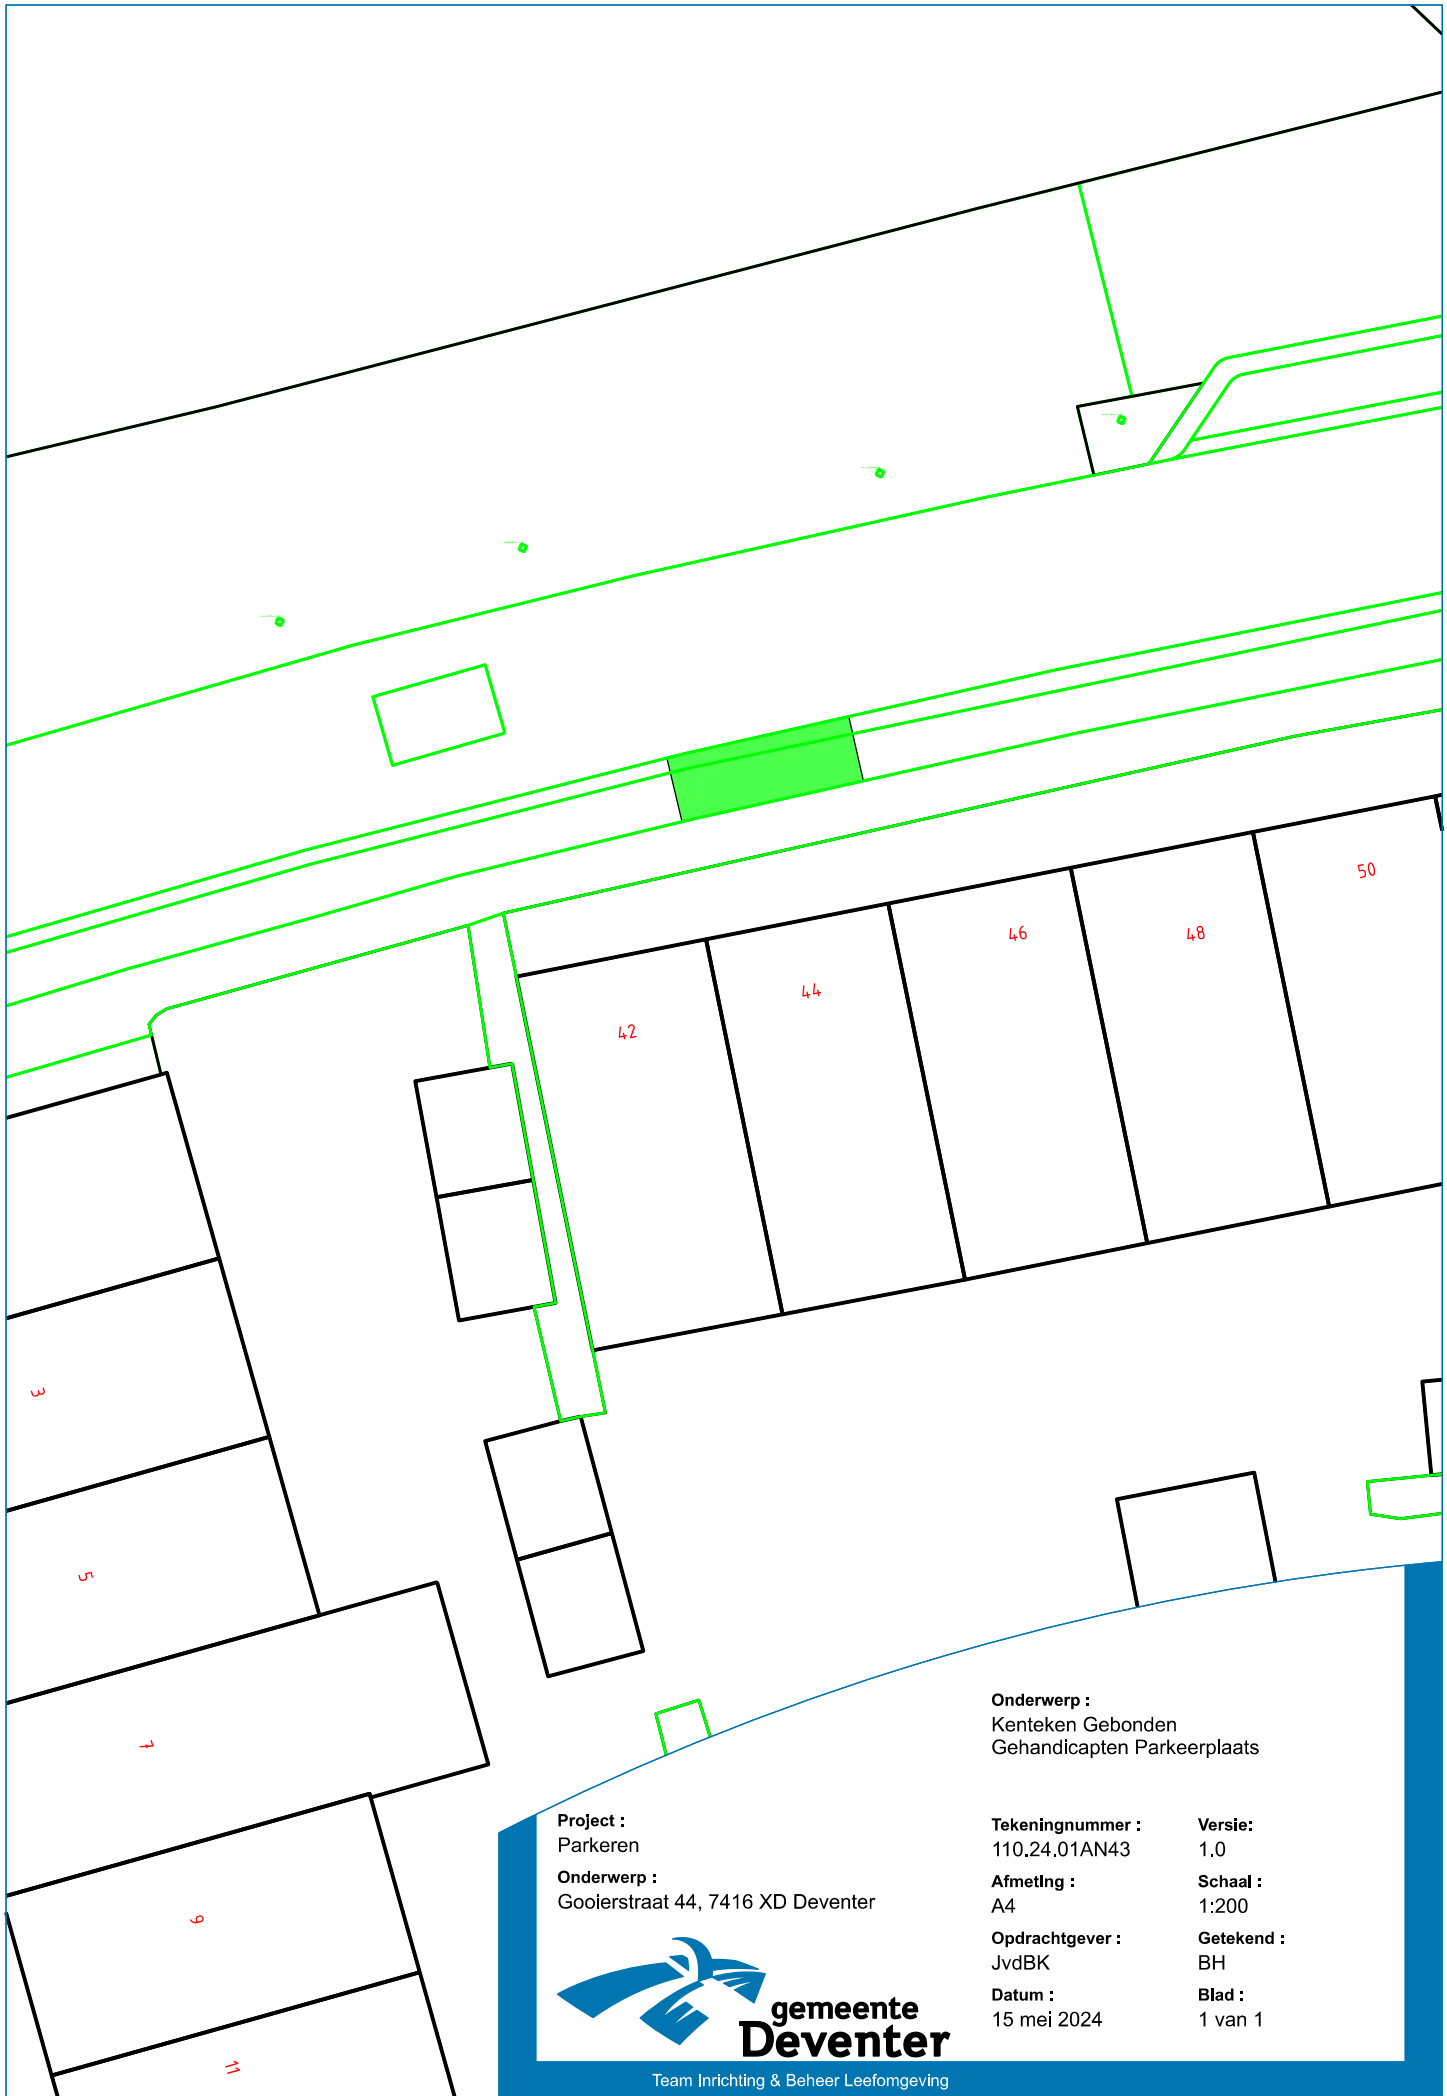 50
46
48
44
42
3
5
7
9
11
Onderwerp :
Kenteken Gebonden
Gehandicapten Parkeerplaats
Project :
Parkeren
Onderwerp :
Gooierstraat 44, 7416 XD Deventer
Tekeningnummer :
110.24.01AN43
Versie:
1.0
Afmeting :
A4
Schaal :
1:200
Opdrachtgever :
JvdBK
Getekend :
BH
Datum :
15 mei 2024
Blad :
1 van 1
gemeente
Deventer
Team Inrichting & Beheer Leefomgeving